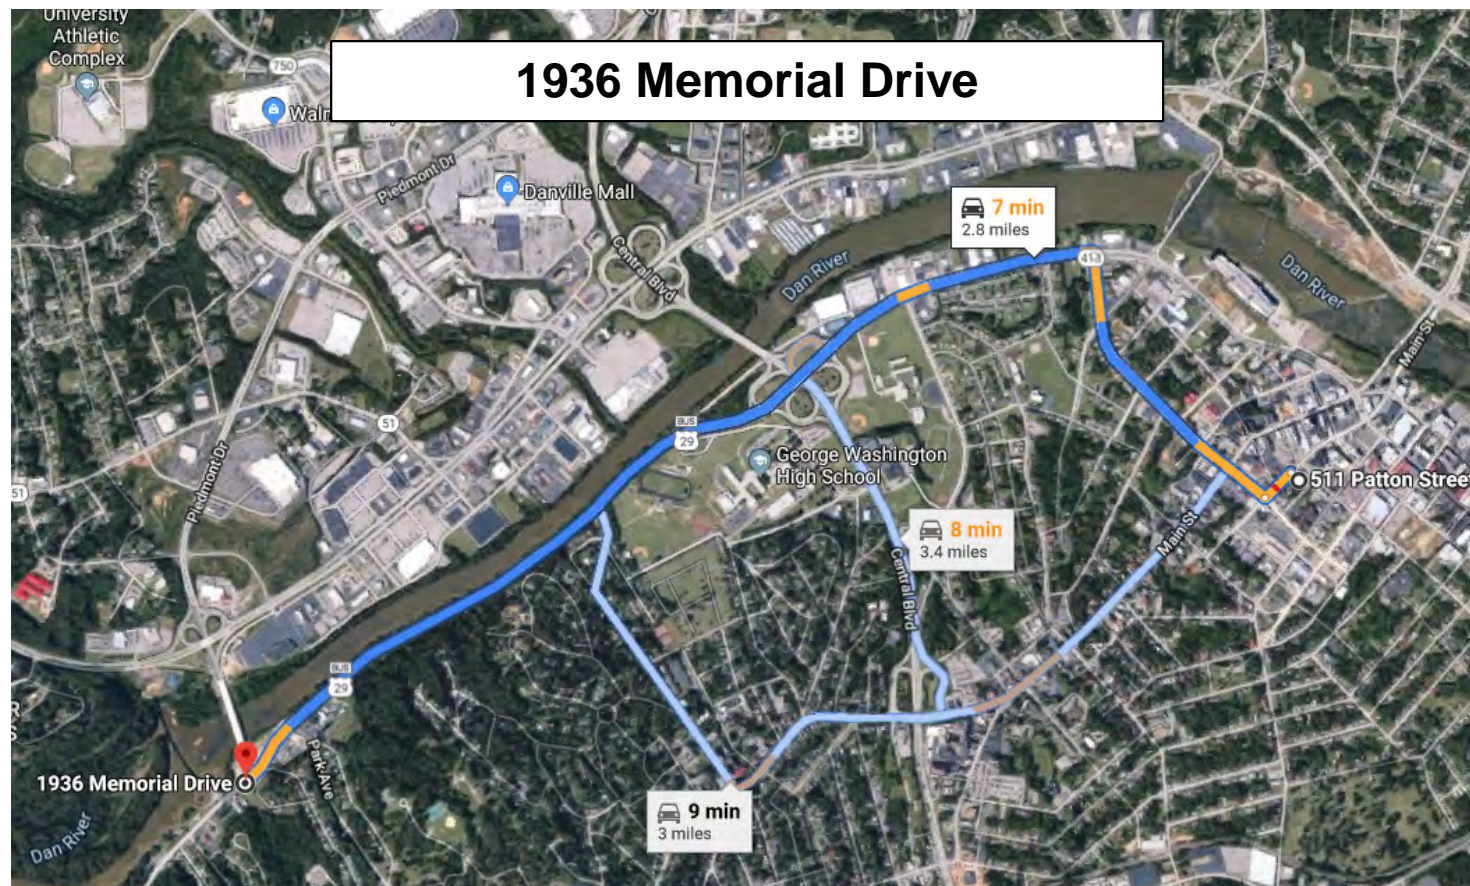 University
Athletic
Complex
1936 Memorial Drive
750
Piedmont Dr
Danville Mall
7 min
2.8 miles
Central Blvd
Dan River
413
Dan River
Main St
51
BUS
29
George Washington
High School
511 Patton Street
51
Piedmont Dr
8 min
3.4 miles
Main St
Central Blvd
BUS
29
Park Ave
1936 Memorial Drive
9 min
3 miles
Dan River